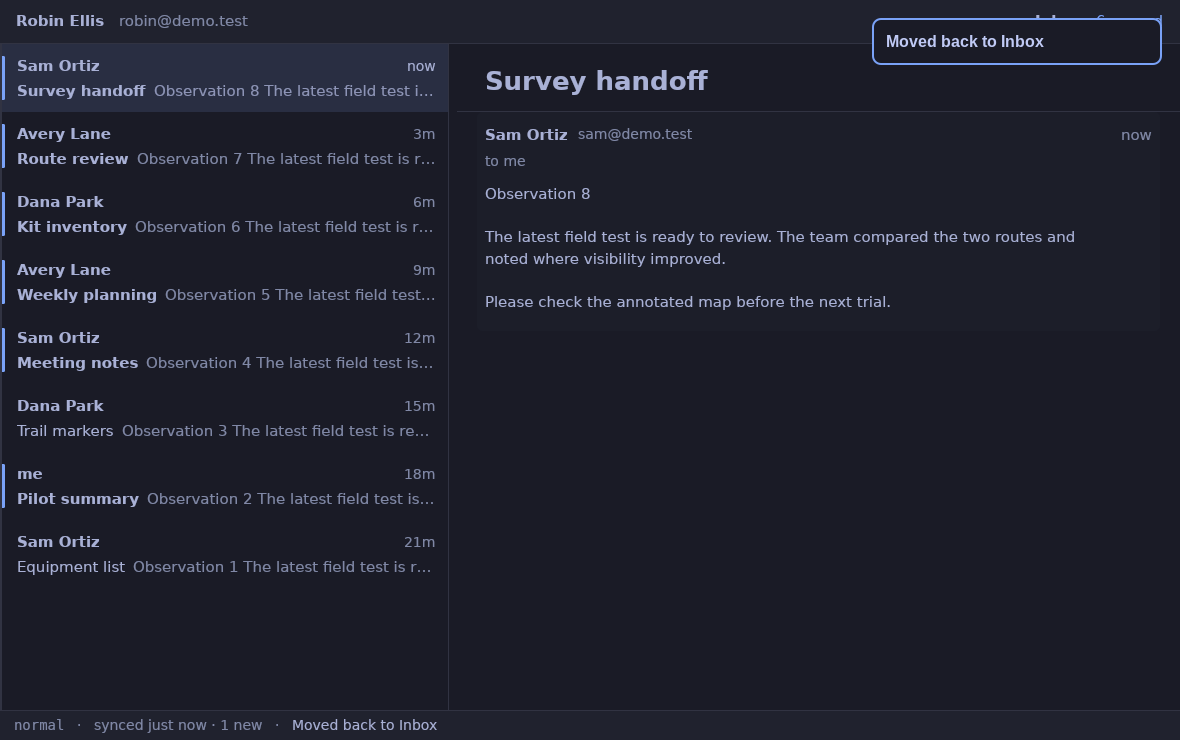 Robin Ellis robin@demo.test
Moved back to Inbox
Sam Ortiz now
Survey handoff Observation 8 The latest field test i…
Avery Lane 3m
Route review Observation 7 The latest field test is r…
Dana Park 6m
Kit inventory Observation 6 The latest field test is r…
Avery Lane 9m
Weekly planning Observation 5 The latest field test…
Sam Ortiz 12m
Meeting notes Observation 4 The latest field test is…
Dana Park 15m
Trail markers Observation 3 The latest field test is re…
me 18m
Pilot summary Observation 2 The latest field test is…
Sam Ortiz 21m
Equipment list Observation 1 The latest field test is r…
Survey handoff
Sam Ortiz sam@demo.test now
to me
Observation 8
The latest field test is ready to review. The team compared the two routes and
noted where visibility improved.
Please check the annotated map before the next trial.
normal · synced just now · 1 new · Moved back to Inbox